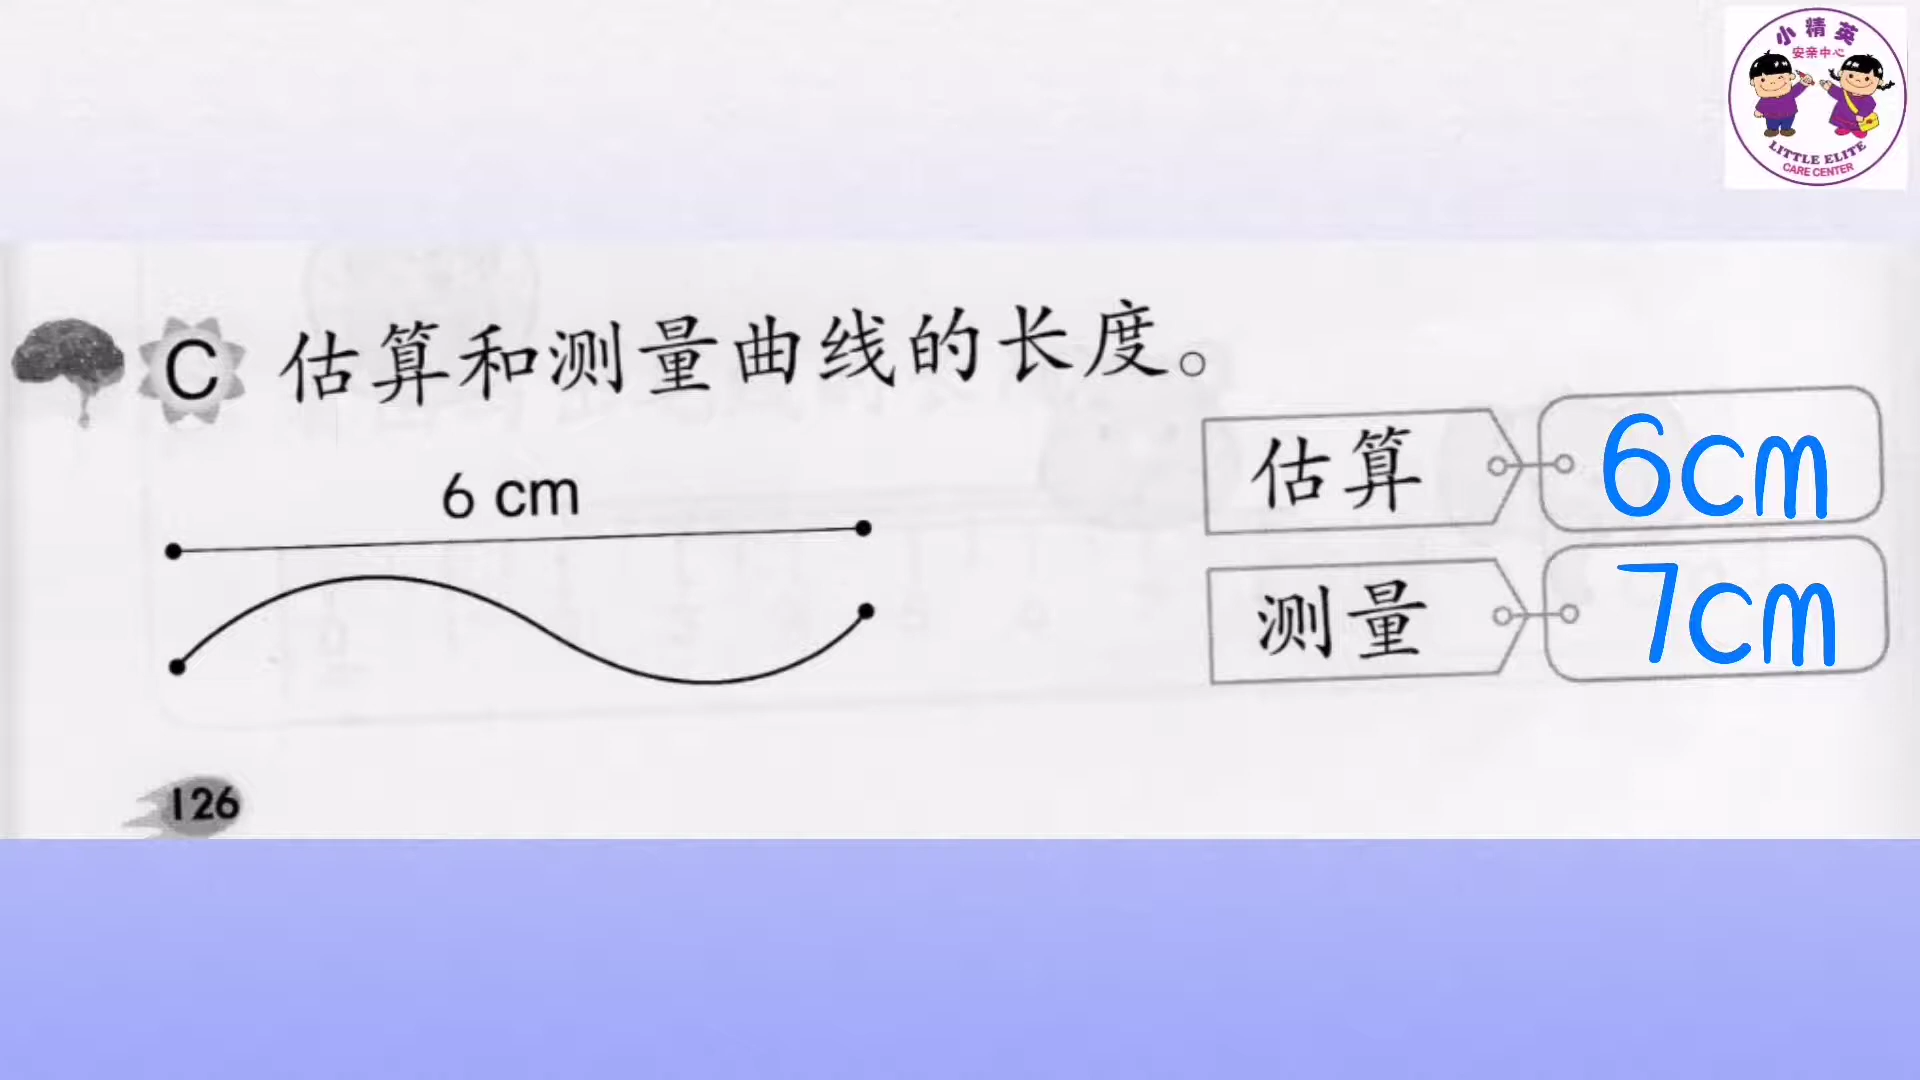 小精英
安亲中心
LITTLE ELITE
CARE CENTER
C 估算和测量曲线的长度。
6 cm
估算 6cm
测量 7cm
126